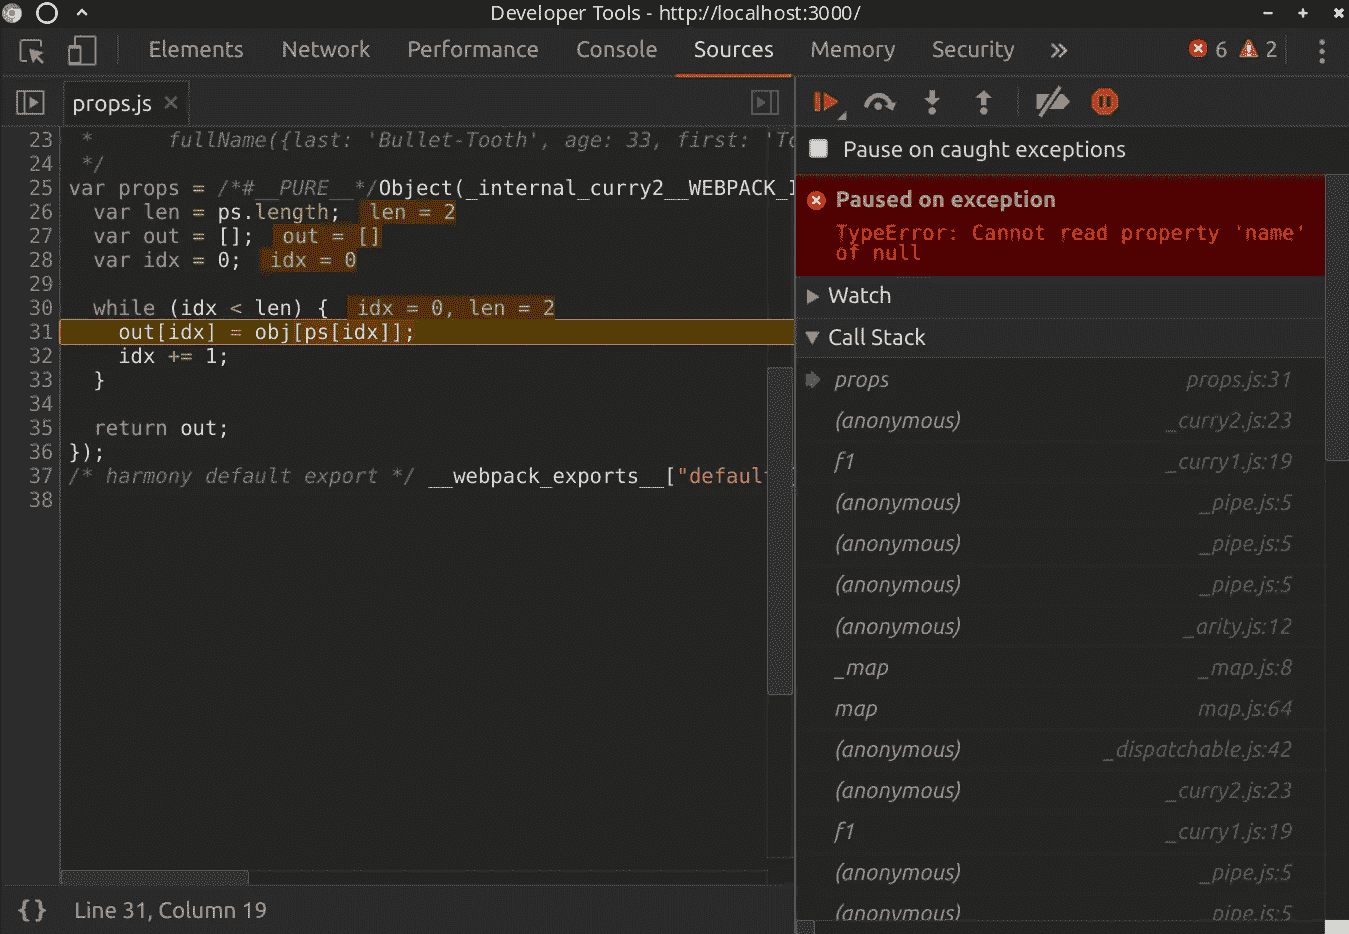 Developer Tools - http://localhost:3000/
Elements Network Performance Console Sources Memory Security » 6 2
props.js ×
23 * fullName({last: 'Bullet-Tooth', age: 33, first: 'To
24 */
25 var props = /*#__PURE__*/Object(_internal_curry2__WEBPACK_I
26 var len = ps.length; len = 2
27 var out = []; out = []
28 var idx = 0; idx = 0
29
30 while (idx < len) { idx = 0, len = 2
31 out[idx] = obj[ps[idx]];
32 idx += 1;
33 }
34
35 return out;
36 });
37 /* harmony default export */ __webpack_exports__["default
38
{} Line 31, Column 19
Pause on caught exceptions
Paused on exception
TypeError: Cannot read property 'name'
of null
Watch
Call Stack
props props.js:31
(anonymous) _curry2.js:23
f1 _curry1.js:19
(anonymous) _pipe.js:5
(anonymous) _pipe.js:5
(anonymous) _pipe.js:5
(anonymous) _arity.js:12
_map _map.js:8
map map.js:64
(anonymous) _dispatchable.js:42
(anonymous) _curry2.js:23
f1 _curry1.js:19
(anonymous) _pipe.js:5
(anonymous) _pipe.js:5